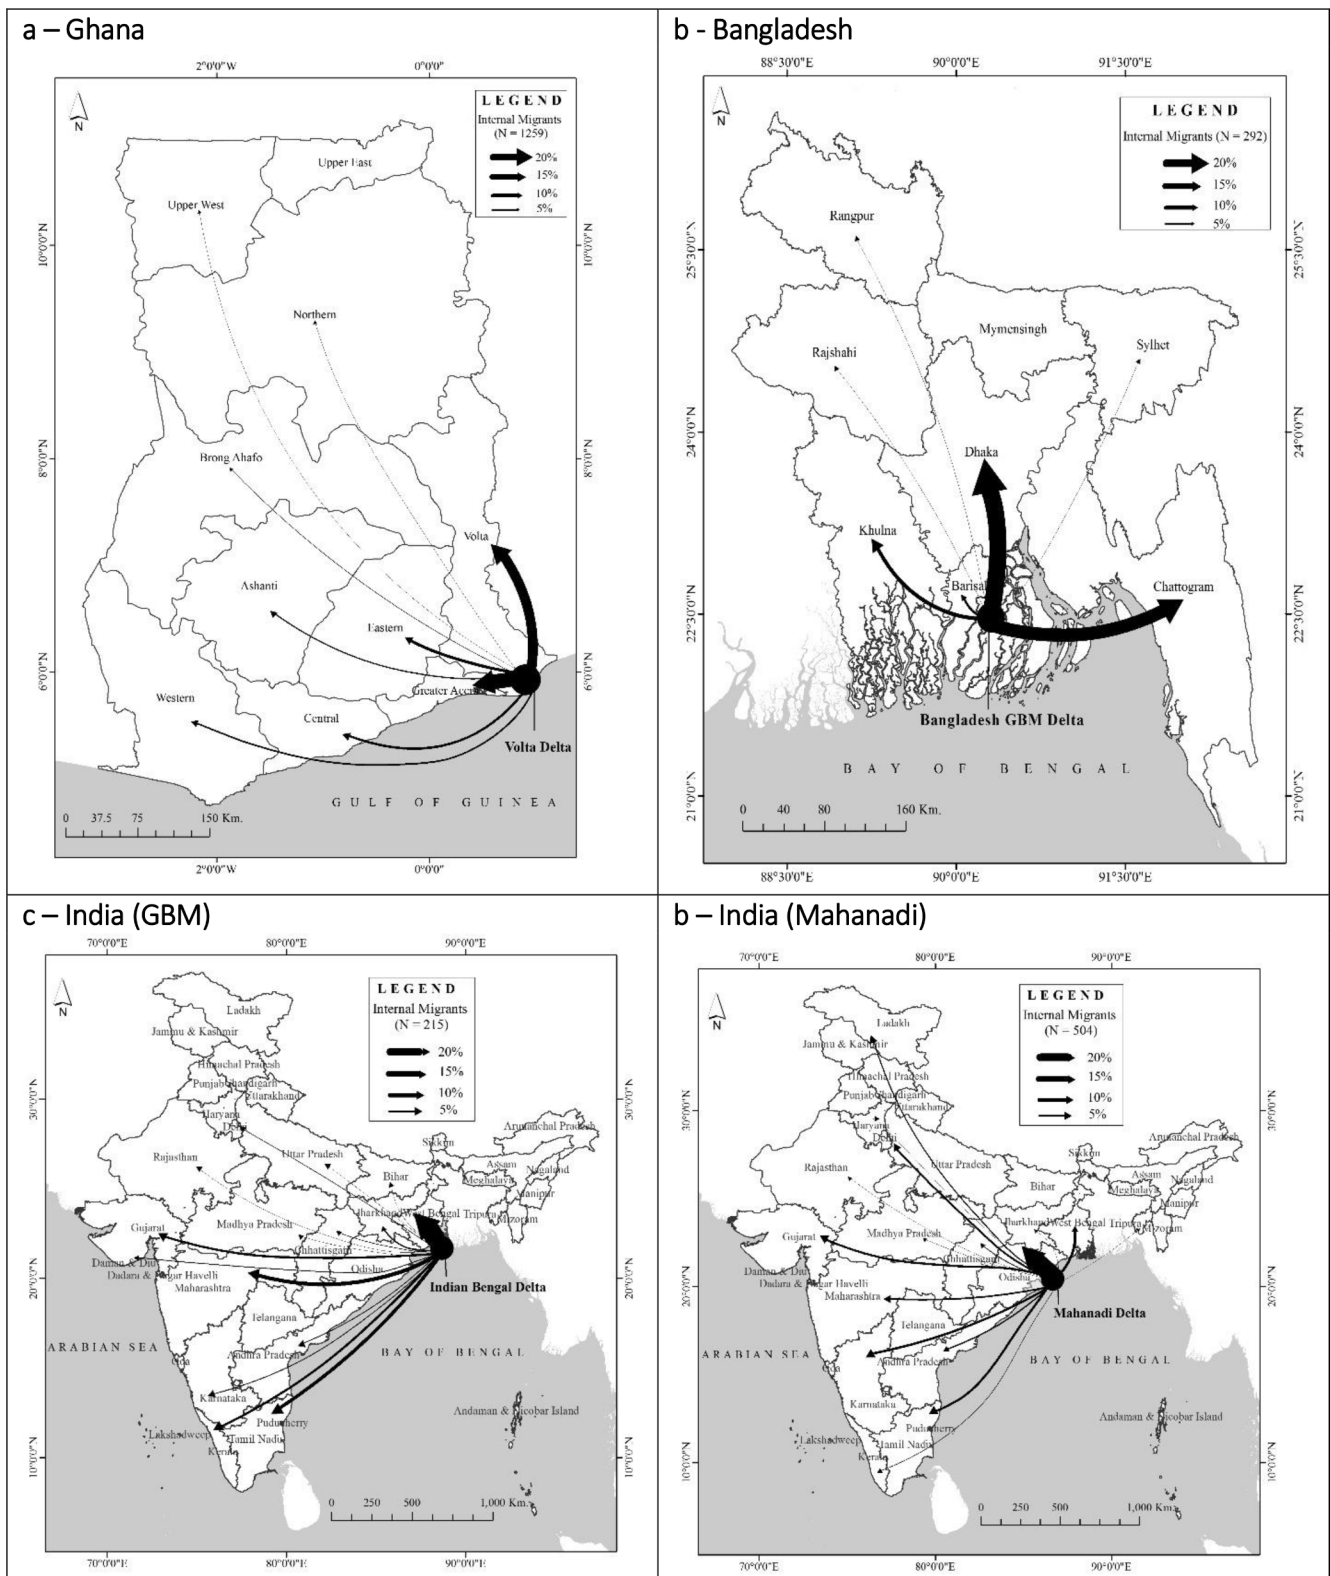 a – Ghana
2°0'0"W 0°0'0"
N
LEGEND
Internal Migrants
(N = 1259)
20%
15%
10%
5%
Upper East
Upper West
Northern
Brong Ahafo
Volta
Ashanti
Eastern
Western
Central
Volta Delta
GULF OF GUINEA
0 37.5 75 150 Km.
10°0'0"N 10°0'0"N
8°0'0"N 8°0'0"N
6°0'0"N 6°0'0"N
2°0'0"W 0°0'0"
b - Bangladesh
88°30'0"E 90°0'0"E 91°30'0"E
N
LEGEND
Internal Migrants (N = 292)
20%
15%
10%
5%
Rangpur
Mymensingh
Rajshahi
Sylhet
Dhaka
Khulna
Barisal
Chattogram
Bangladesh GBM Delta
BAY OF BENGAL
0 40 80 160 Km.
25°30'0"N 25°30'0"N
24°0'0"N 24°0'0"N
22°30'0"N 22°30'0"N
21°0'0"N 21°0'0"N
88°30'0"E 90°0'0"E 91°30'0"E
c – India (GBM)
70°0'0"E 80°0'0"E 90°0'0"E
N
LEGEND
Internal Migrants
(N = 215)
20%
15%
10%
5%
Ladakh
Jammu & Kashmir
Himachal Pradesh
Punjab Chandigarh
Uttarakhand
Haryana
Delhi
Arunanchal Pradesh
Sikkim
Rajasthan
Uttar Pradesh
Assam
Nagaland
Bihar
Meghalaya
Manipur
Jharkhand West Bengal Tripura
Mizoram
Gujarat
Madhya Pradesh
Chhattisgarh
Daman & Diu
Odisha
Dadara & Nagar Havelli
Maharashtra
Indian Bengal Delta
Telangana
ARABIAN SEA
Goa
Andhra Pradesh
BAY OF BENGAL
Karnataka
Andaman & Nicobar Island
Puducherry
Lakshadweep
Tamil Nadu
Kerala
0 250 500 1,000 Km.
30°0'0"N 30°0'0"N
20°0'0"N 20°0'0"N
10°0'0"N 10°0'0"N
70°0'0"E 80°0'0"E 90°0'0"E
b – India (Mahanadi)
70°0'0"E 80°0'0"E 90°0'0"E
N
LEGEND
Internal Migrants
(N – 504)
20%
15%
10%
5%
Ladakh
Jammu & Kashmir
Himachal Pradesh
Punjab Chandigarh
Uttarakhand
Haryana
Delhi
Arunanchal Pradesh
Sikkim
Rajasthan
Uttar Pradesh
Assam
Nagaland
Bihar
Meghalaya
Manipur
Jharkhand West Bengal Tripura
Mizoram
Gujarat
Madhya Pradesh
Chhattisgarh
Daman & Diu
Odisha
Dadara & Nagar Havelli
Maharashtra
Mahanadi Delta
Telangana
ARABIAN SEA
Goa
Andhra Pradesh
BAY OF BENGAL
Karnataka
Andaman & Nicobar Island
Puducherry
Lakshadweep
Tamil Nadu
Kerala
0 250 500 1,000 Km.
30°0'0"N 30°0'0"N
20°0'0"N 20°0'0"N
10°0'0"N 10°0'0"N
70°0'0"E 80°0'0"E 90°0'0"E